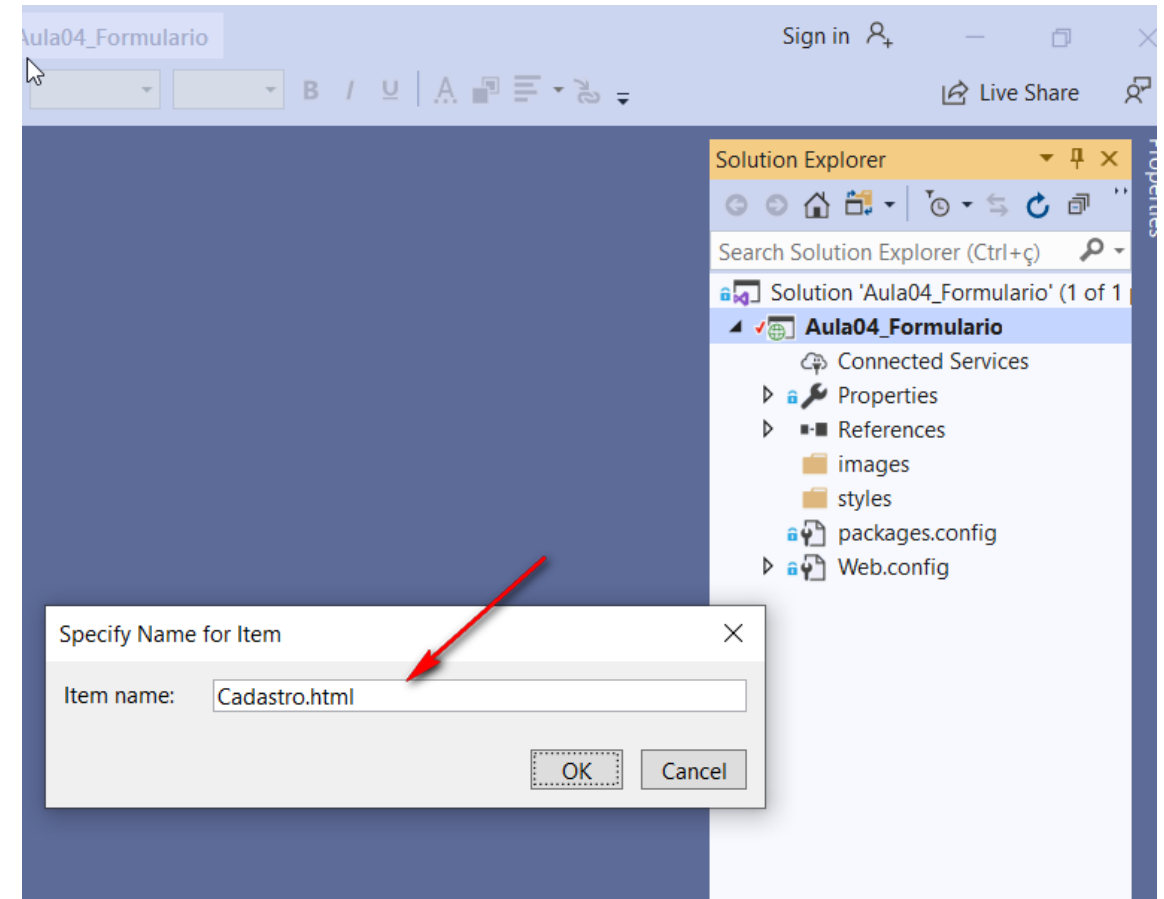 Aula04_Formulario
Sign in
B I U A
Live Share
Properties
Solution Explorer
Search Solution Explorer (Ctrl+ç)
Solution 'Aula04_Formulario' (1 of 1
Aula04_Formulario
Connected Services
Properties
References
images
styles
packages.config
Web.config
Specify Name for Item
Item name:
Cadastro.html
OK
Cancel